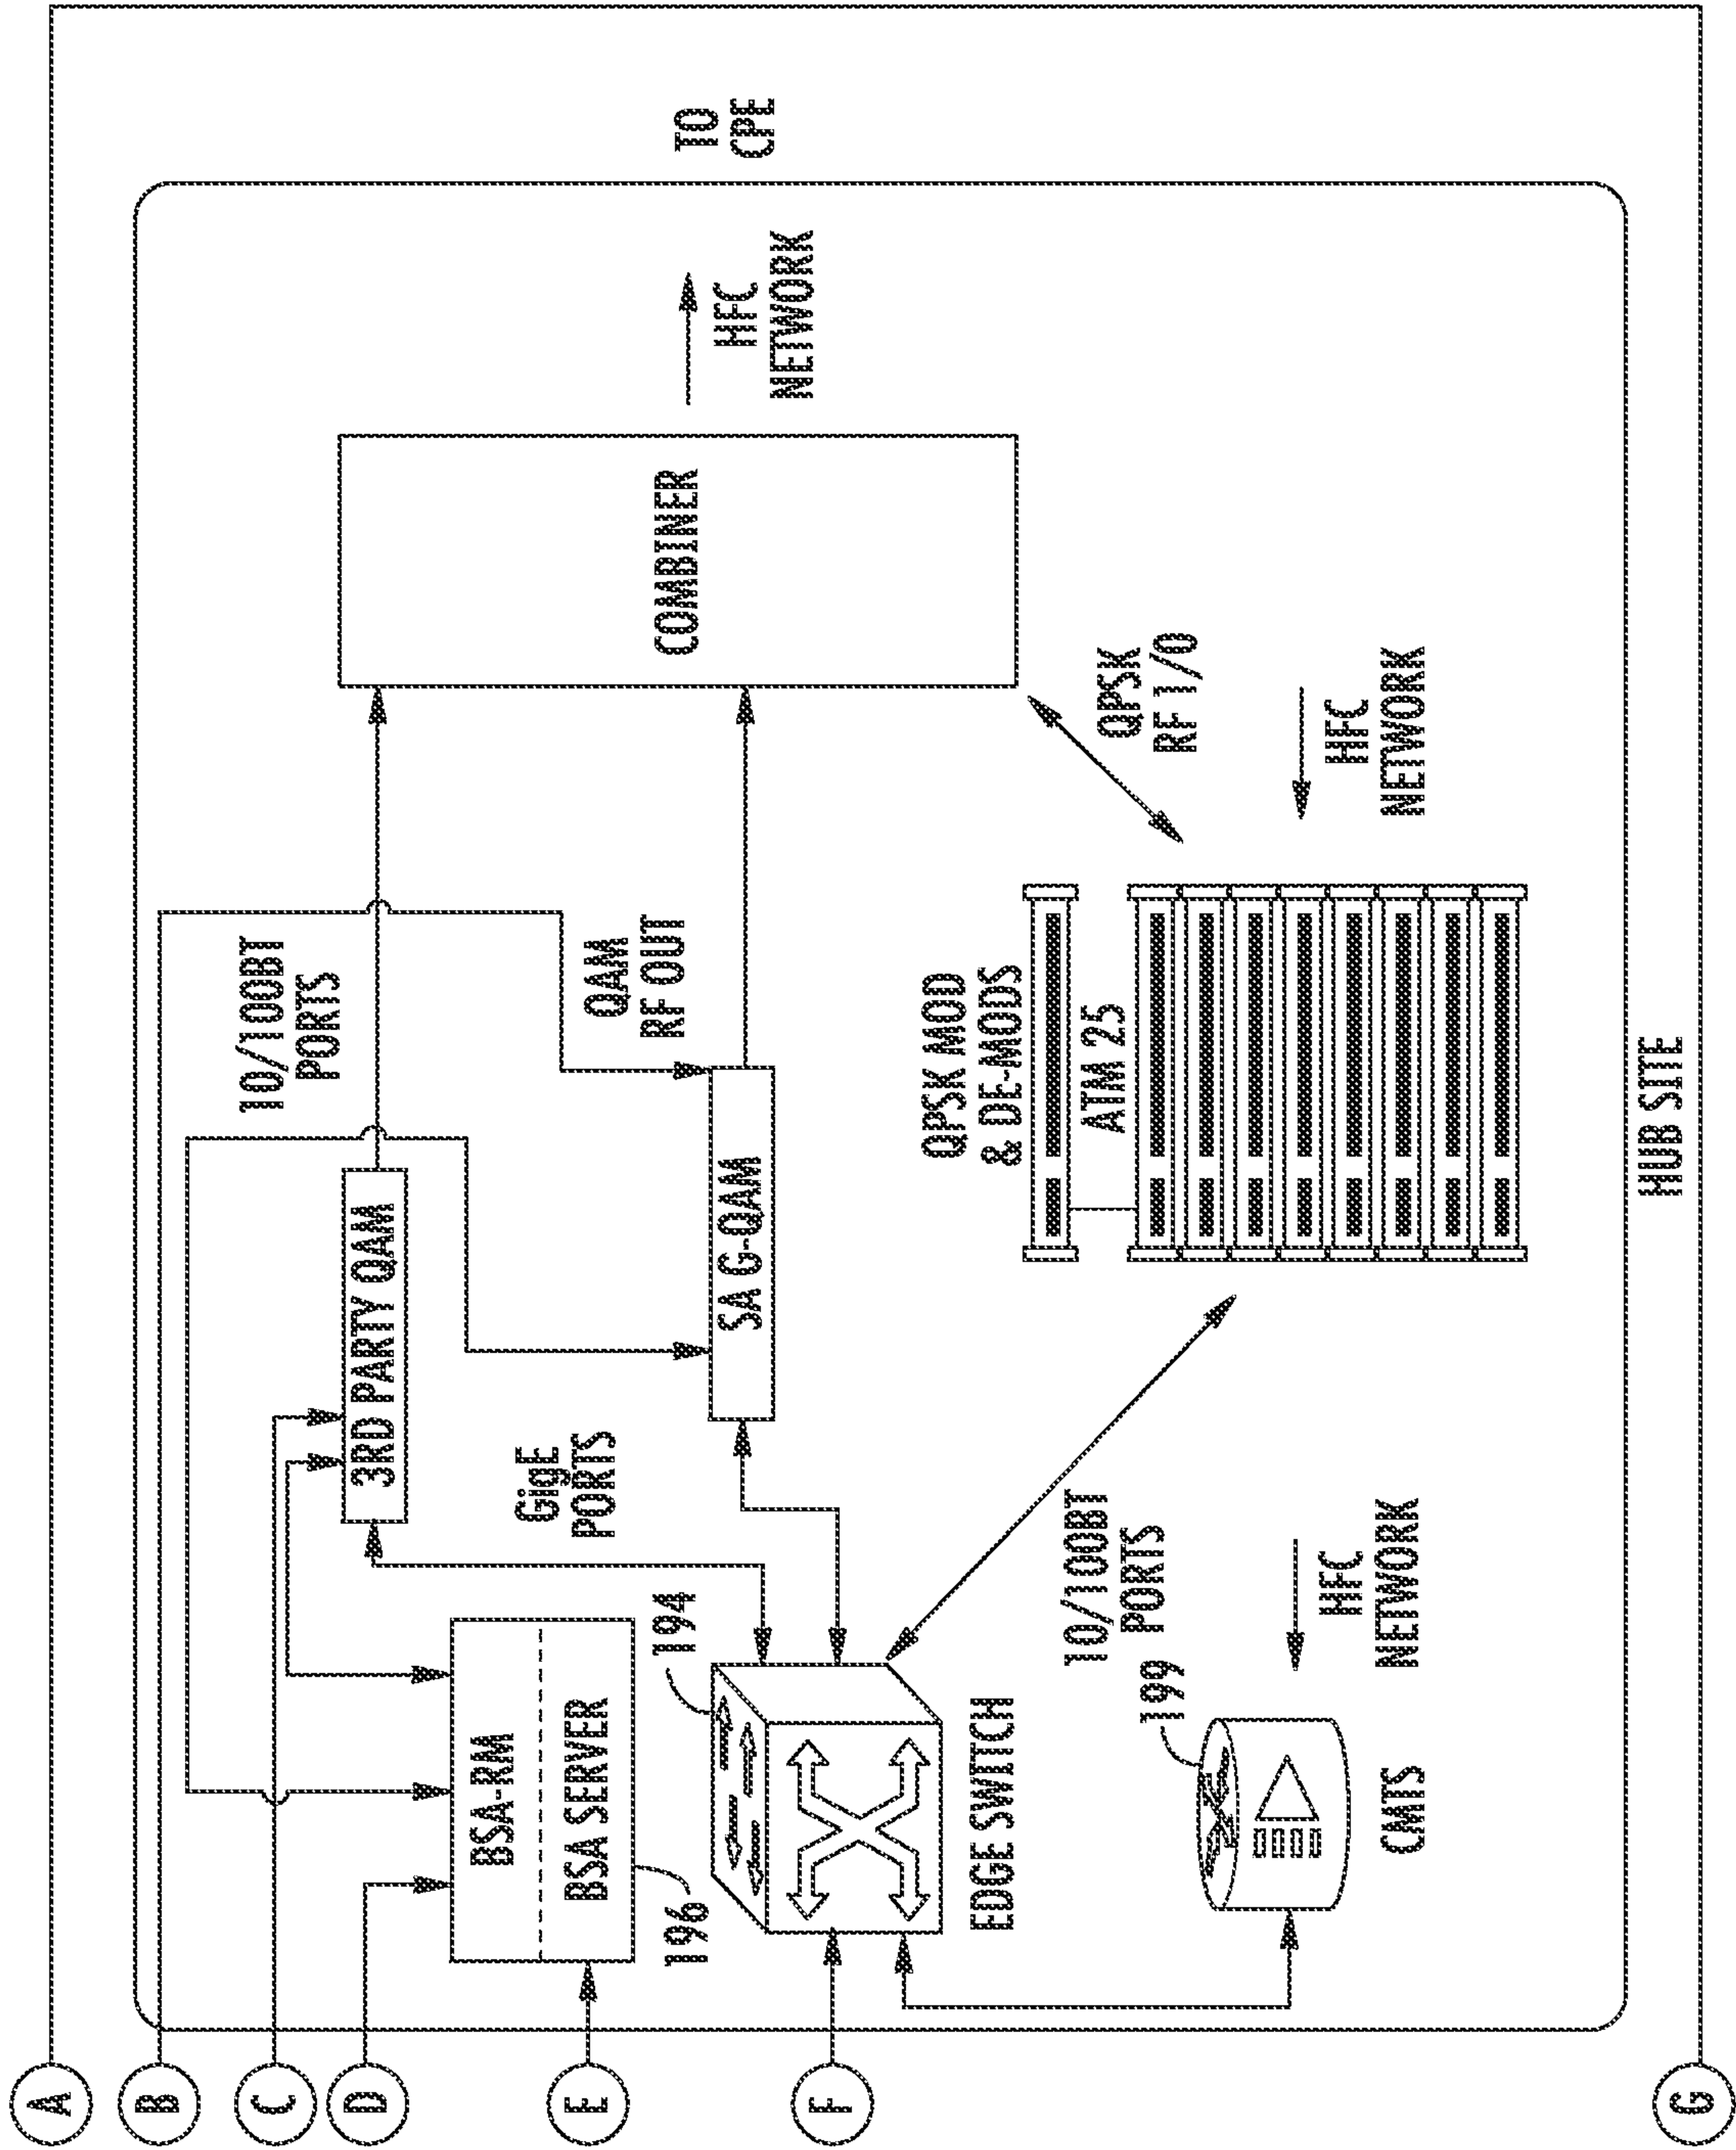 A
B
C
D
E
F
G
10/100BT
PORTS
3RD PARTY QAM
BSA-RM
BSA SERVER
196
194
GigE
PORTS
QAM
RF OUT
SA G-QAM
COMBINER
HFC
NETWORK
TO
CPE
EDGE SWITCH
QPSK MOD
& DE-MODS
ATM 25
QPSK
RF 1/0
10/100BT
PORTS
199
CMTS
HFC
NETWORK
HFC
NETWORK
HUB SITE